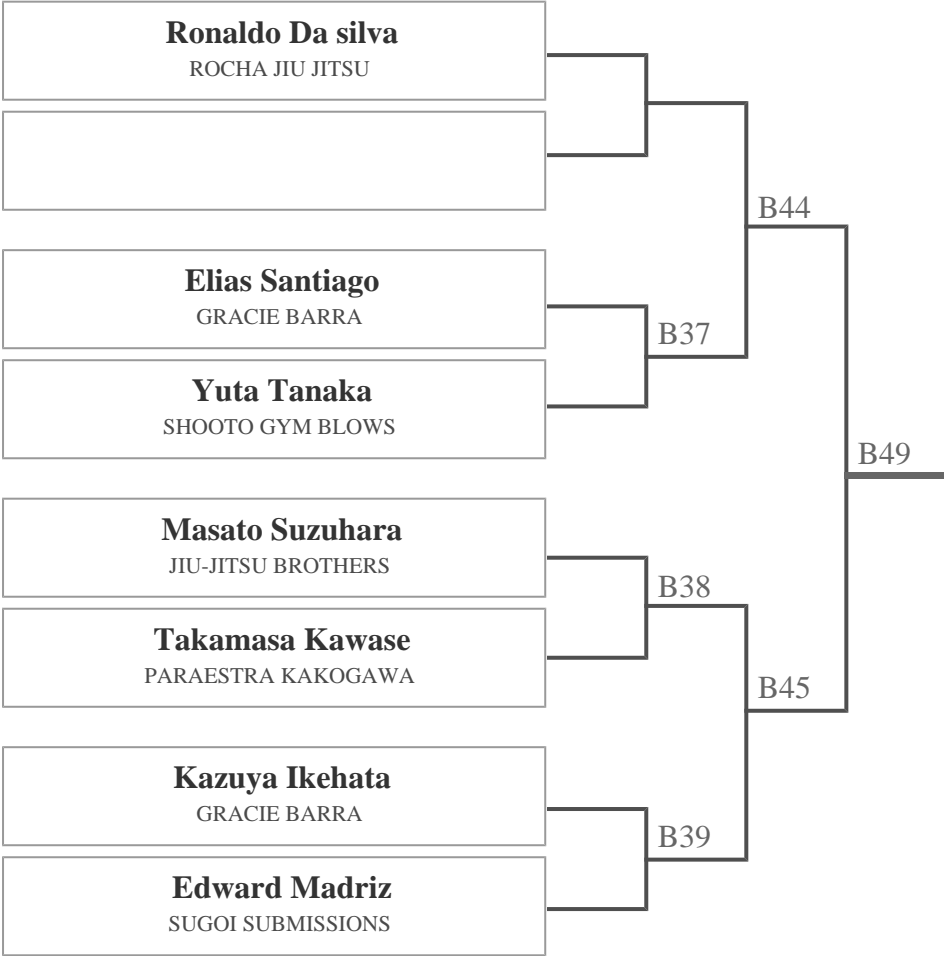 Ronaldo Da silva
ROCHA JIU JITSU
B44
Elias Santiago
GRACIE BARRA
B37
Yuta Tanaka
SHOOTO GYM BLOWS
B49
Masato Suzuhara
JIU-JITSU BROTHERS
B38
Takamasa Kawase
PARAESTRA KAKOGAWA
B45
Kazuya Ikehata
GRACIE BARRA
B39
Edward Madriz
SUGOI SUBMISSIONS